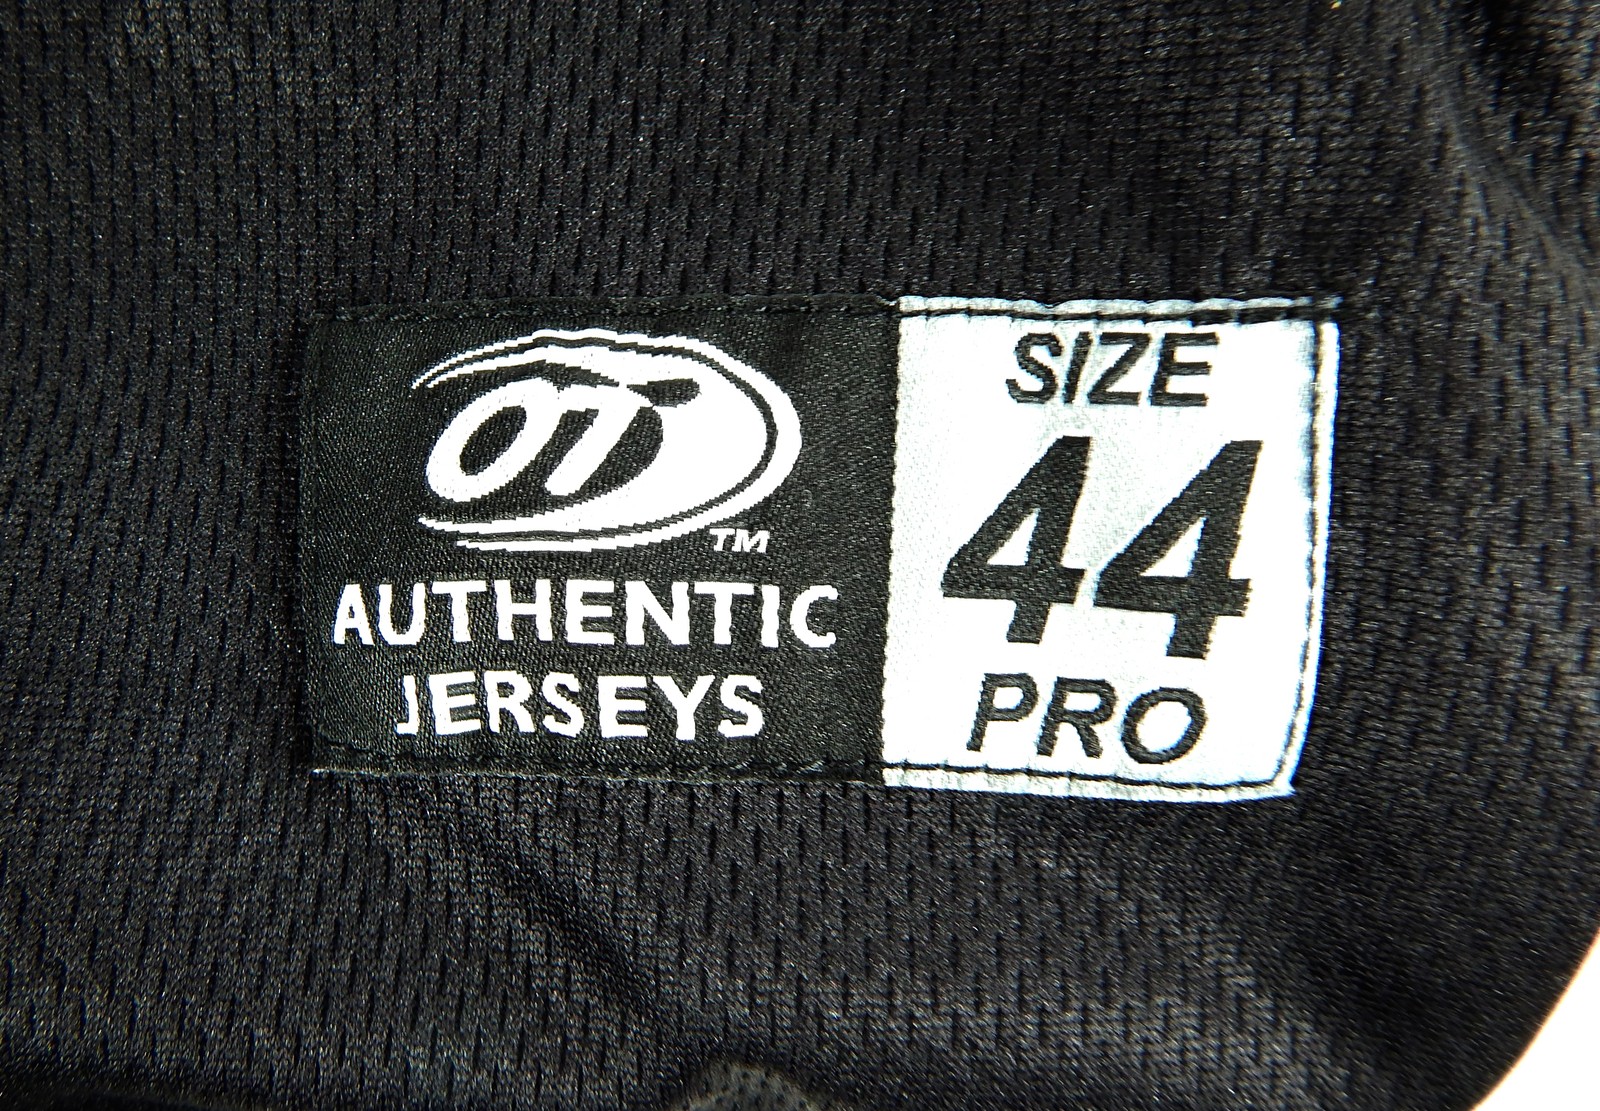 OT
TM
AUTHENTIC
JERSEYS
SIZE
44
PRO